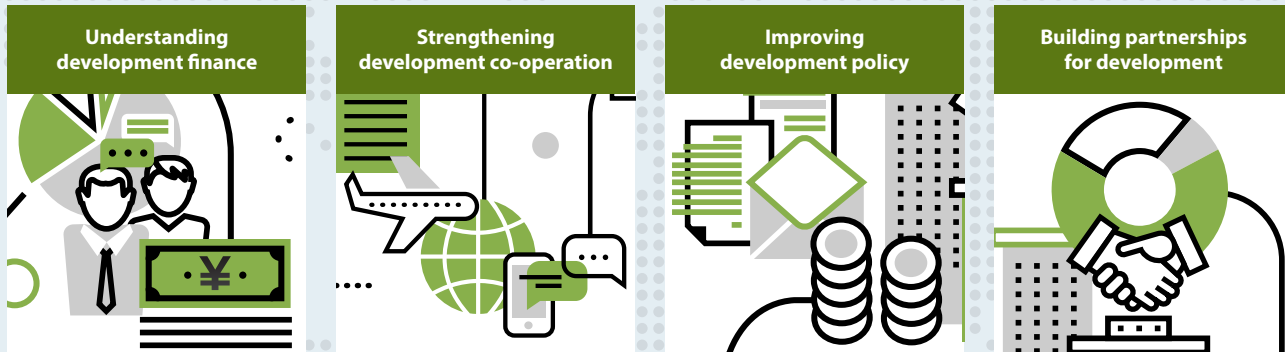 Understanding
development finance
Strengthening
development co-operation
Improving
development policy
Building partnerships
for development
¥